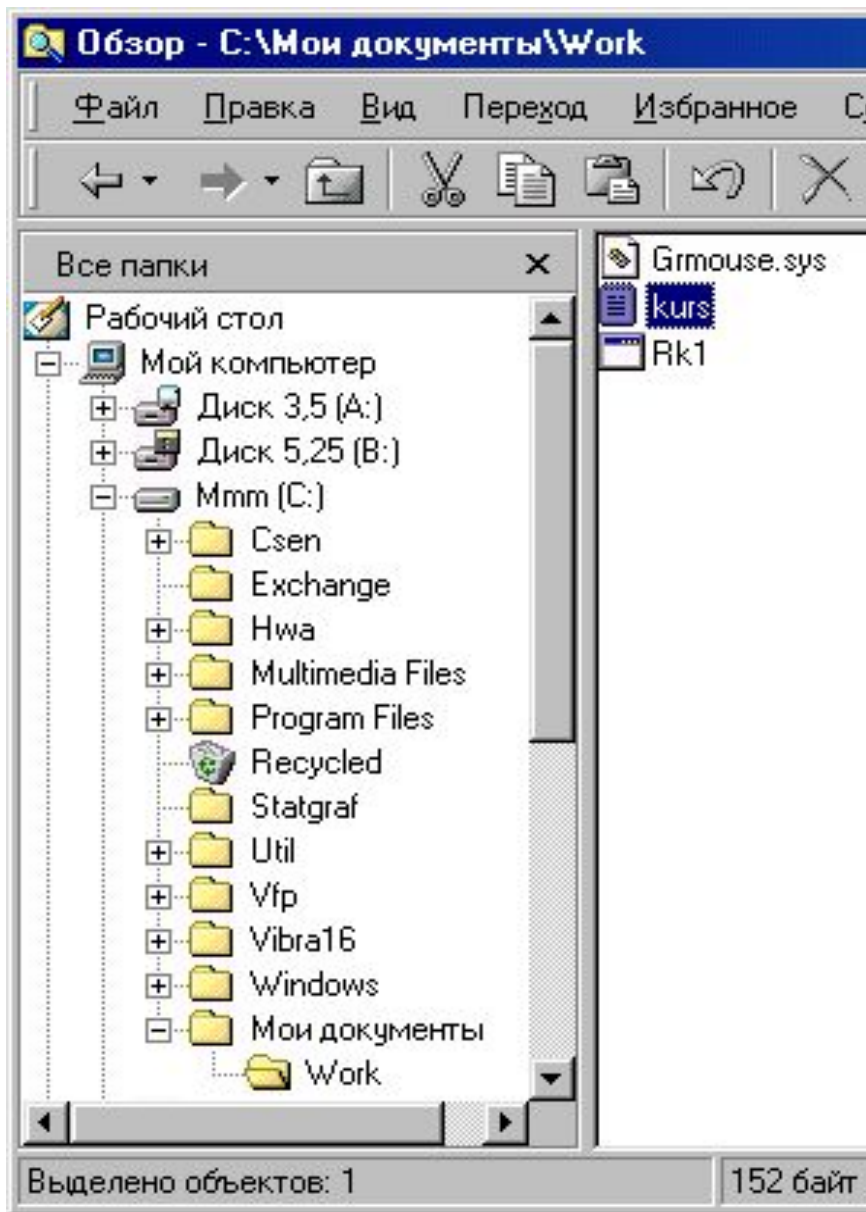 Обзор - C:\Мои документы\Work
Файл Правка Вид Переход Избранное С
Все папки
Рабочий стол
Мой компьютер
Диск 3,5 (A:)
Диск 5,25 (B:)
Mmm (C:)
Csen
Exchange
Hwa
Multimedia Files
Program Files
Recycled
Statgraf
Util
Vfp
Vibra16
Windows
Мои документы
Work
Grmouse.sys
kurs
Rk1
Выделено объектов: 1
152 байт